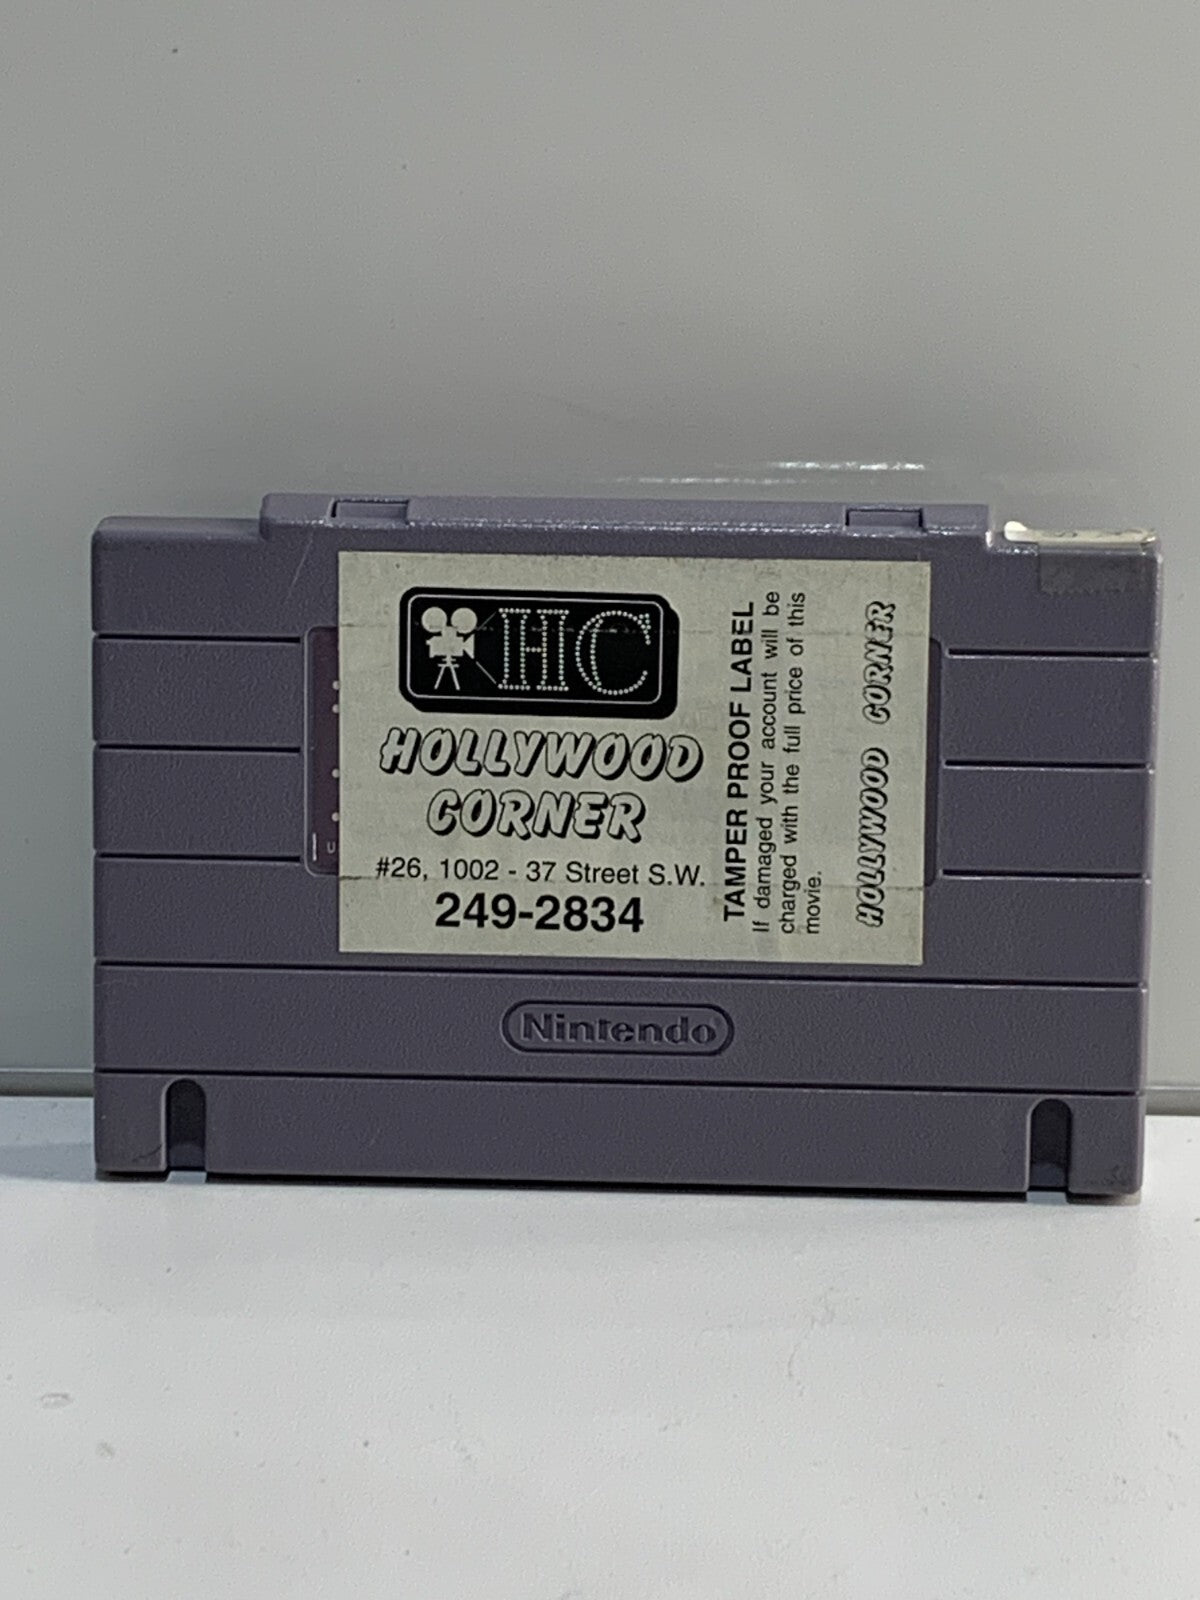 HC
HOLLYWOOD
CORNER
#26, 1002 - 37 Street S.W.
249-2834
TAMPER PROOF LABEL
If damaged your account will be
charged with the full price of this
movie.
HOLLYWOOD CORNER
Nintendo